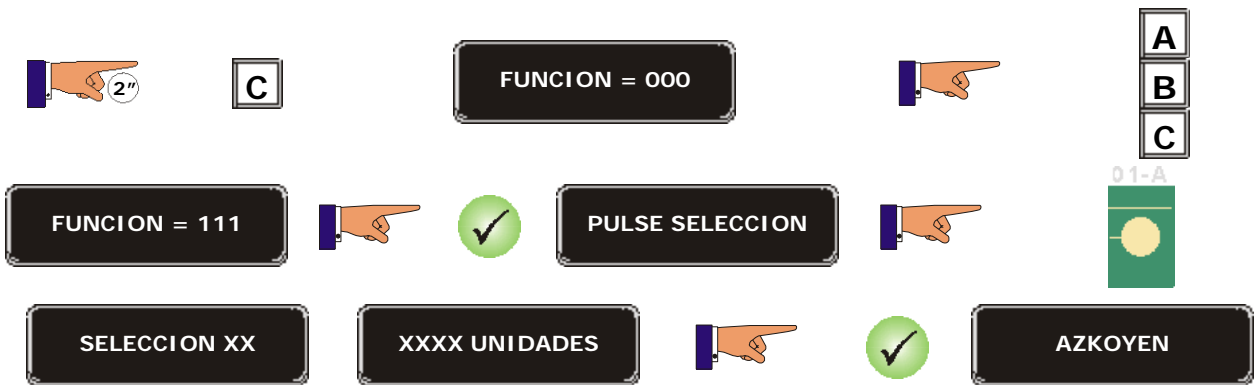 2"
C
FUNCION = 000
A
B
C
01-A
FUNCION = 111
PULSE SELECCION
SELECCION XX
XXXX UNIDADES
AZKOYEN